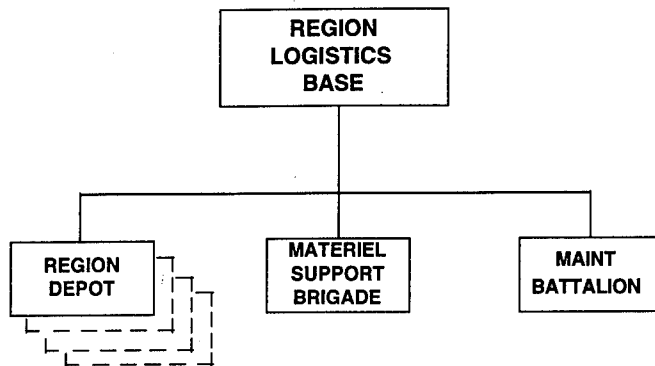 REGION
LOGISTICS
BASE
REGION
DEPOT
MATERIEL
SUPPORT
BRIGADE
MAINT
BATTALION